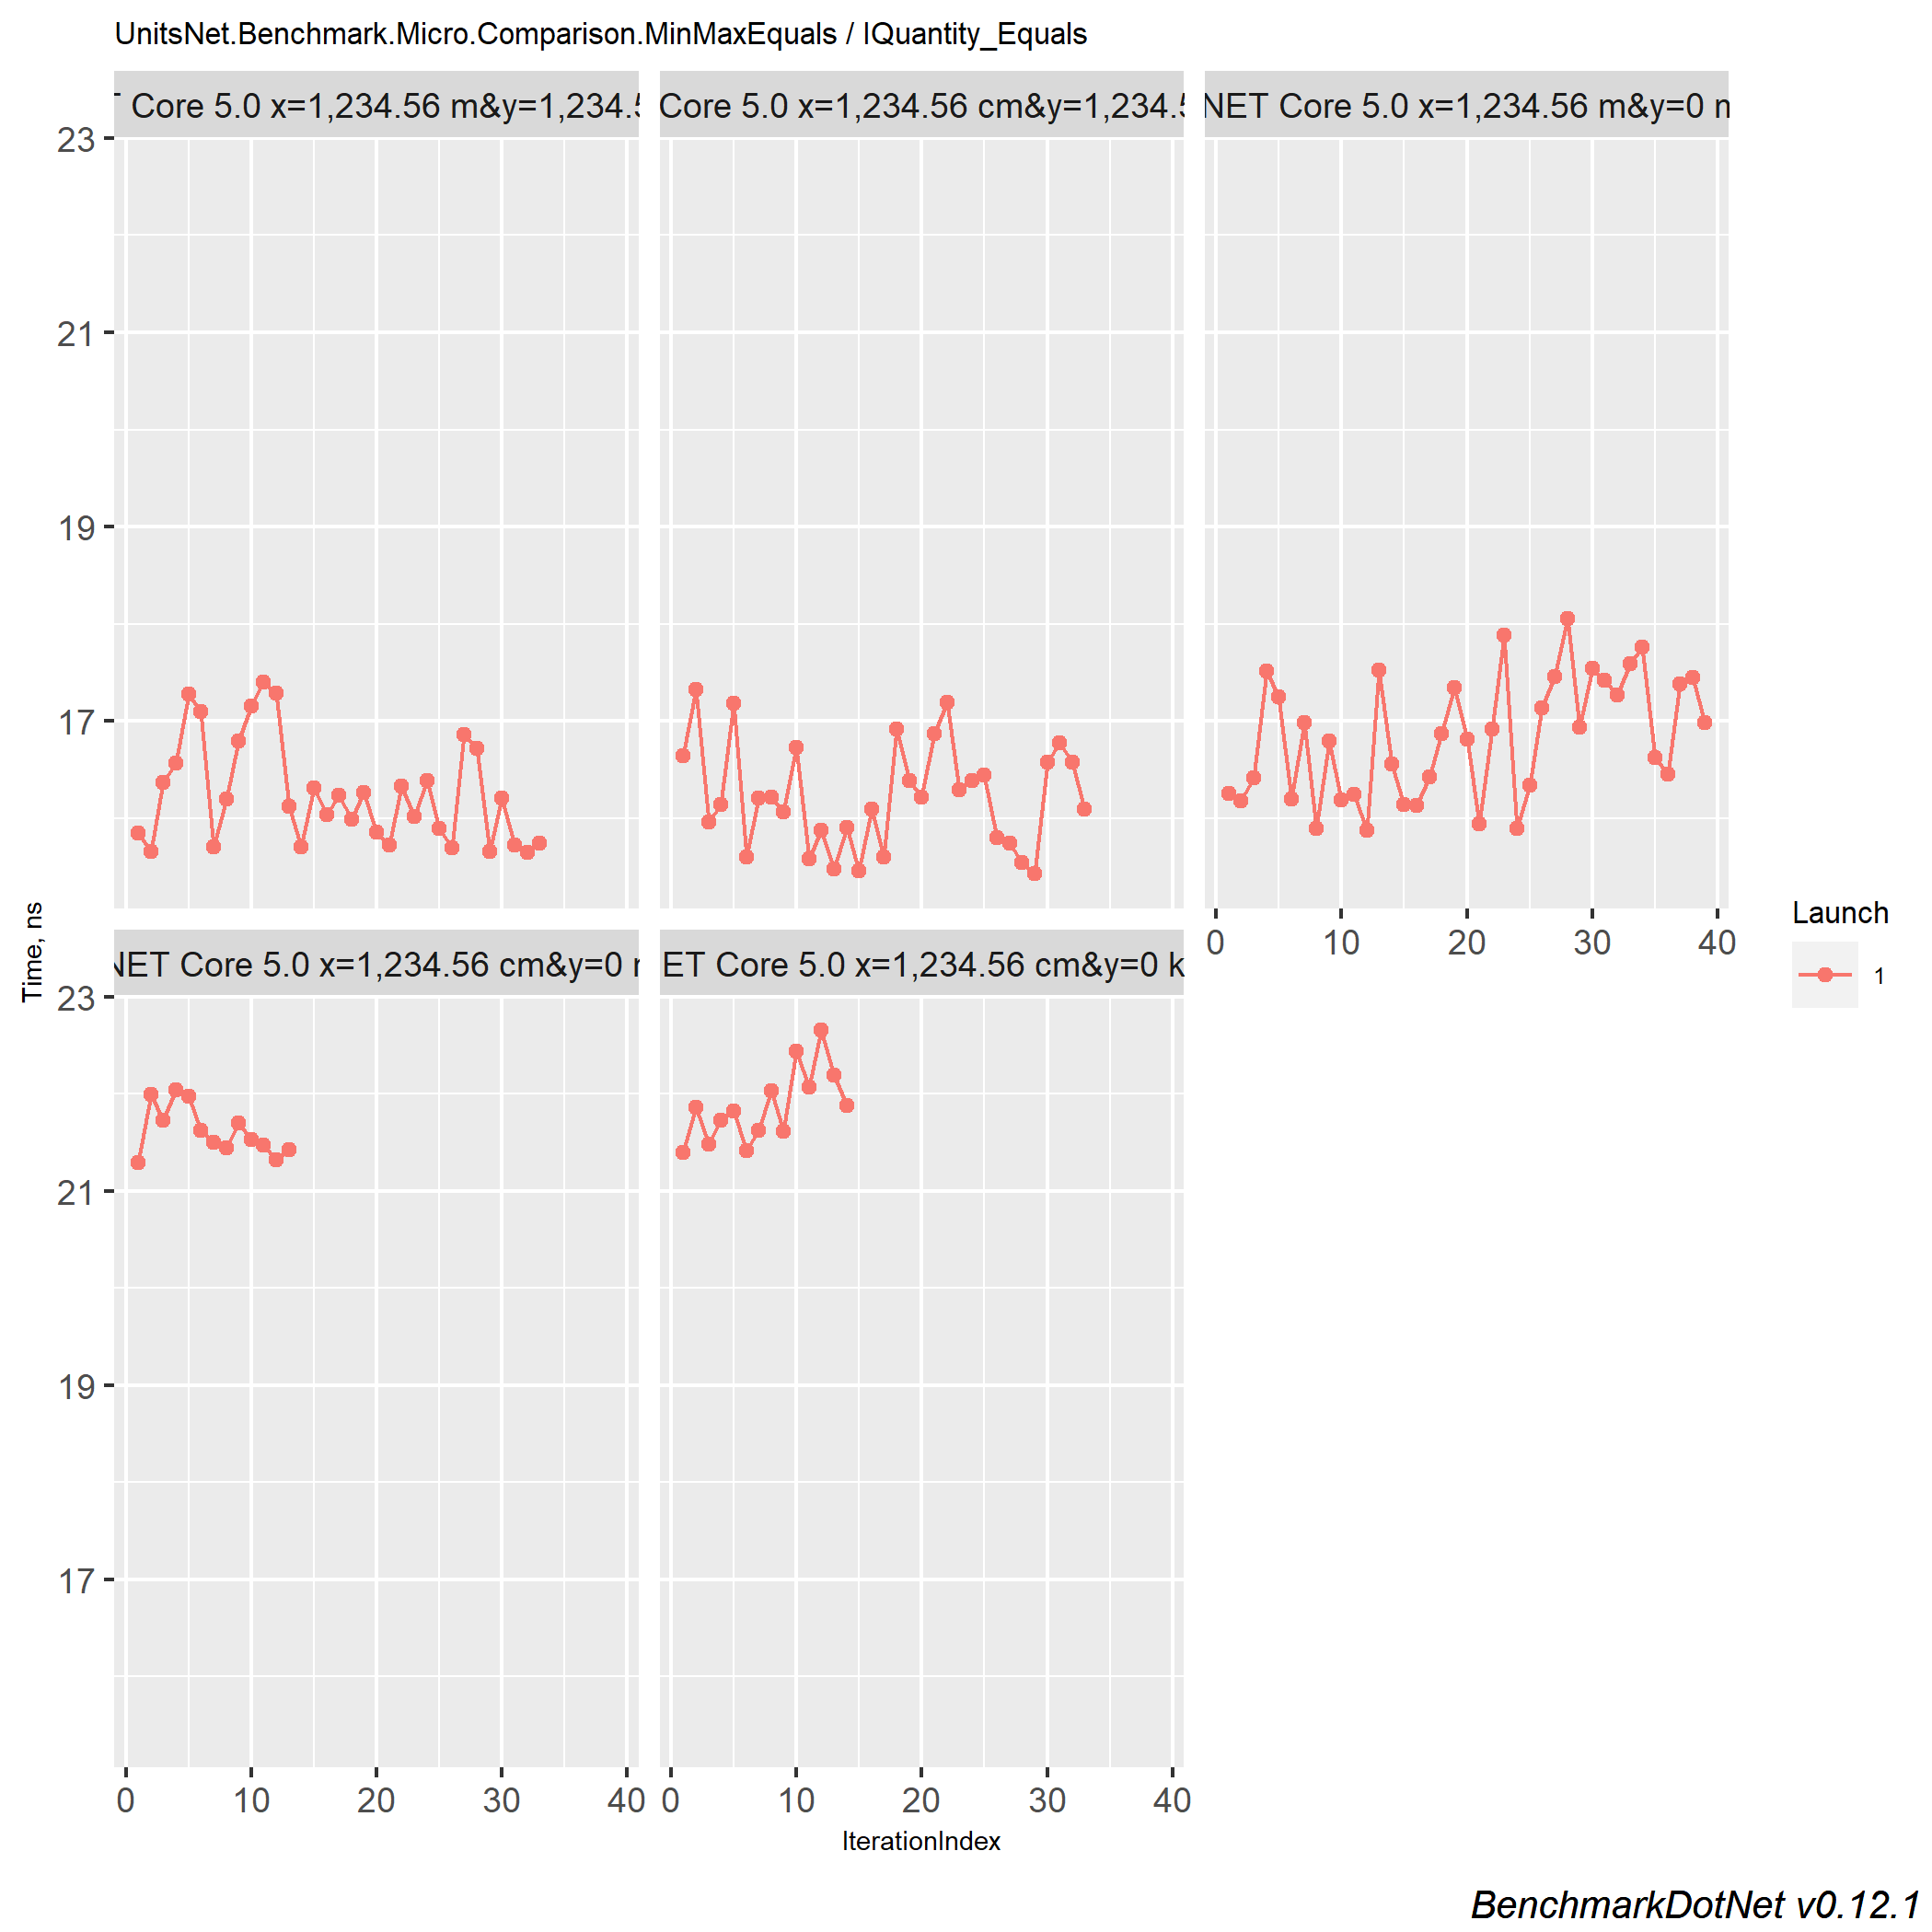 UnitsNet.Benchmark.Micro.Comparison.MinMaxEquals / IQuantity_Equals
Core 5.0 x=1,234.56 m&y=1,234.5
Core 5.0 x=1,234.56 cm&y=1,234.5
NET Core 5.0 x=1,234.56 m&y=0 m
23
21
19
17
0 10 20 30 40
NET Core 5.0 x=1,234.56 cm&y=0
ET Core 5.0 x=1,234.56 cm&y=0 k
23
21
19
17
0 10 20 30 40
0 10 20 30 40
Time, ns
IterationIndex
Launch
1
BenchmarkDotNet v0.12.1